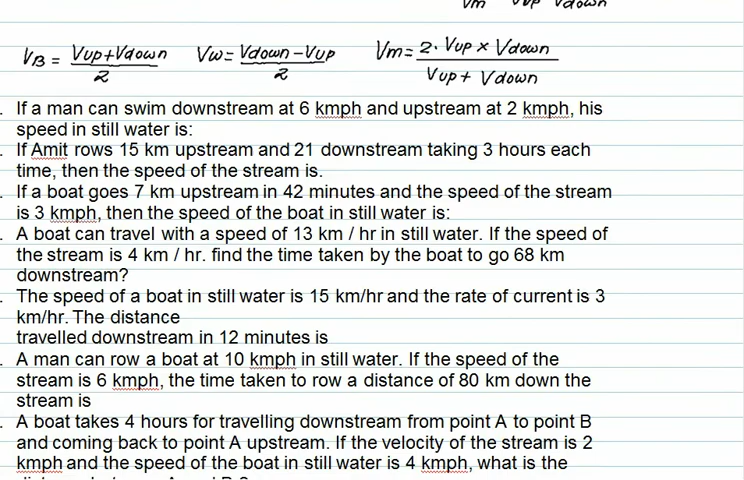 Vm Vup Vdown
VB = Vup+Vdown / 2 Vw = Vdown-Vup / 2 Vm = 2. Vup x Vdown / Vup + Vdown
. If a man can swim downstream at 6 kmph and upstream at 2 kmph, his
speed in still water is:
. If Amit rows 15 km upstream and 21 downstream taking 3 hours each
time, then the speed of the stream is.
. If a boat goes 7 km upstream in 42 minutes and the speed of the stream
is 3 kmph, then the speed of the boat in still water is:
. A boat can travel with a speed of 13 km / hr in still water. If the speed of
the stream is 4 km / hr. find the time taken by the boat to go 68 km
downstream?
. The speed of a boat in still water is 15 km/hr and the rate of current is 3
km/hr. The distance
travelled downstream in 12 minutes is
. A man can row a boat at 10 kmph in still water. If the speed of the
stream is 6 kmph, the time taken to row a distance of 80 km down the
stream is
. A boat takes 4 hours for travelling downstream from point A to point B
and coming back to point A upstream. If the velocity of the stream is 2
kmph and the speed of the boat in still water is 4 kmph, what is the